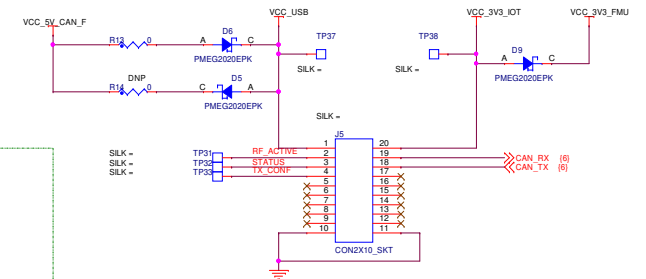 VCC_5V_CAN_F
VCC_USB
VCC_3V3_IOT
VCC_3V3_FMU
R13 0
A D6 C
PMEG2020EPK
TP37
SILK =
TP38
SILK =
A D9 C
PMEG2020EPK
DNP
R14 0
C D5 A
PMEG2020EPK
SILK =
J5
SILK = TP31 RF_ACTIVE
SILK = TP32 STATUS
SILK = TP33 TX_CONF
1 20
2 19 CAN_RX (6)
3 18 CAN_TX (6)
4 17
5 16
6 15
7 14
8 13
9 12
10 11
CON2X10_SKT